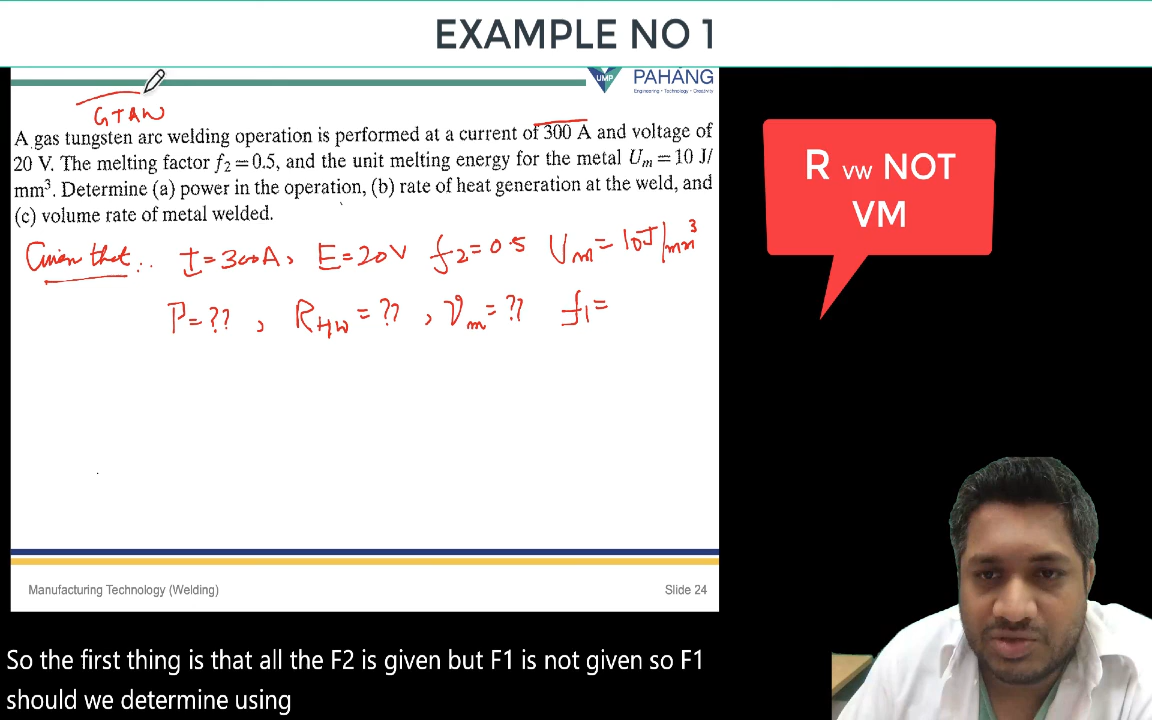 EXAMPLE NO 1
UMP PAHANG
Engineering • Technology • Creativity
GTAW
A gas tungsten arc welding operation is performed at a current of 300 A and voltage of
20 V. The melting factor f₂ = 0.5, and the unit melting energy for the metal Uₘ = 10 J/
mm³. Determine (a) power in the operation, (b) rate of heat generation at the weld, and
(c) volume rate of metal welded.
Given that :. I = 300A, E = 20V f₂ = 0.5 Uₘ = 10J/mm³
P = ??, R_HW = ??, Vₘ = ?? f₁ =
R VW NOT
VM
Manufacturing Technology (Welding)
Slide 24
So the first thing is that all the F2 is given but F1 is not given so F1
should we determine using